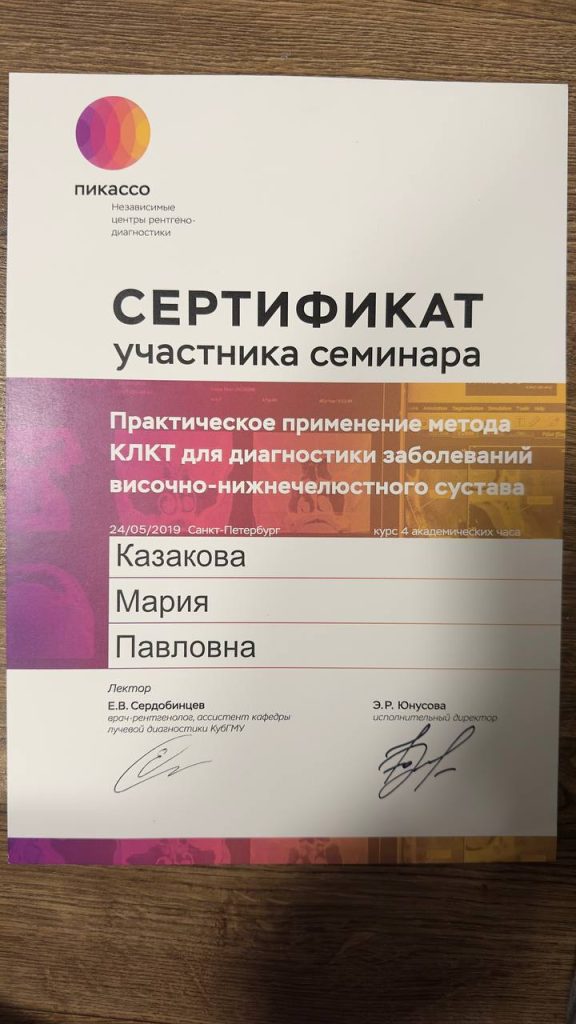 пикассо
Независимые
центры рентгено-
диагностики
СЕРТИФИКАТ
участника семинара
Практическое применение метода
КЛКТ для диагностики заболеваний
височно-нижнечелюстного сустава
24/05/2019 Санкт-Петербург курс 4 академических часа
Казакова
Мария
Павловна
Лектор
Е.В. Сердобинцев Э.Р. Юнусова
врач-рентгенолог, ассистент кафедры исполнительный директор
лучевой диагностики КубГМУ